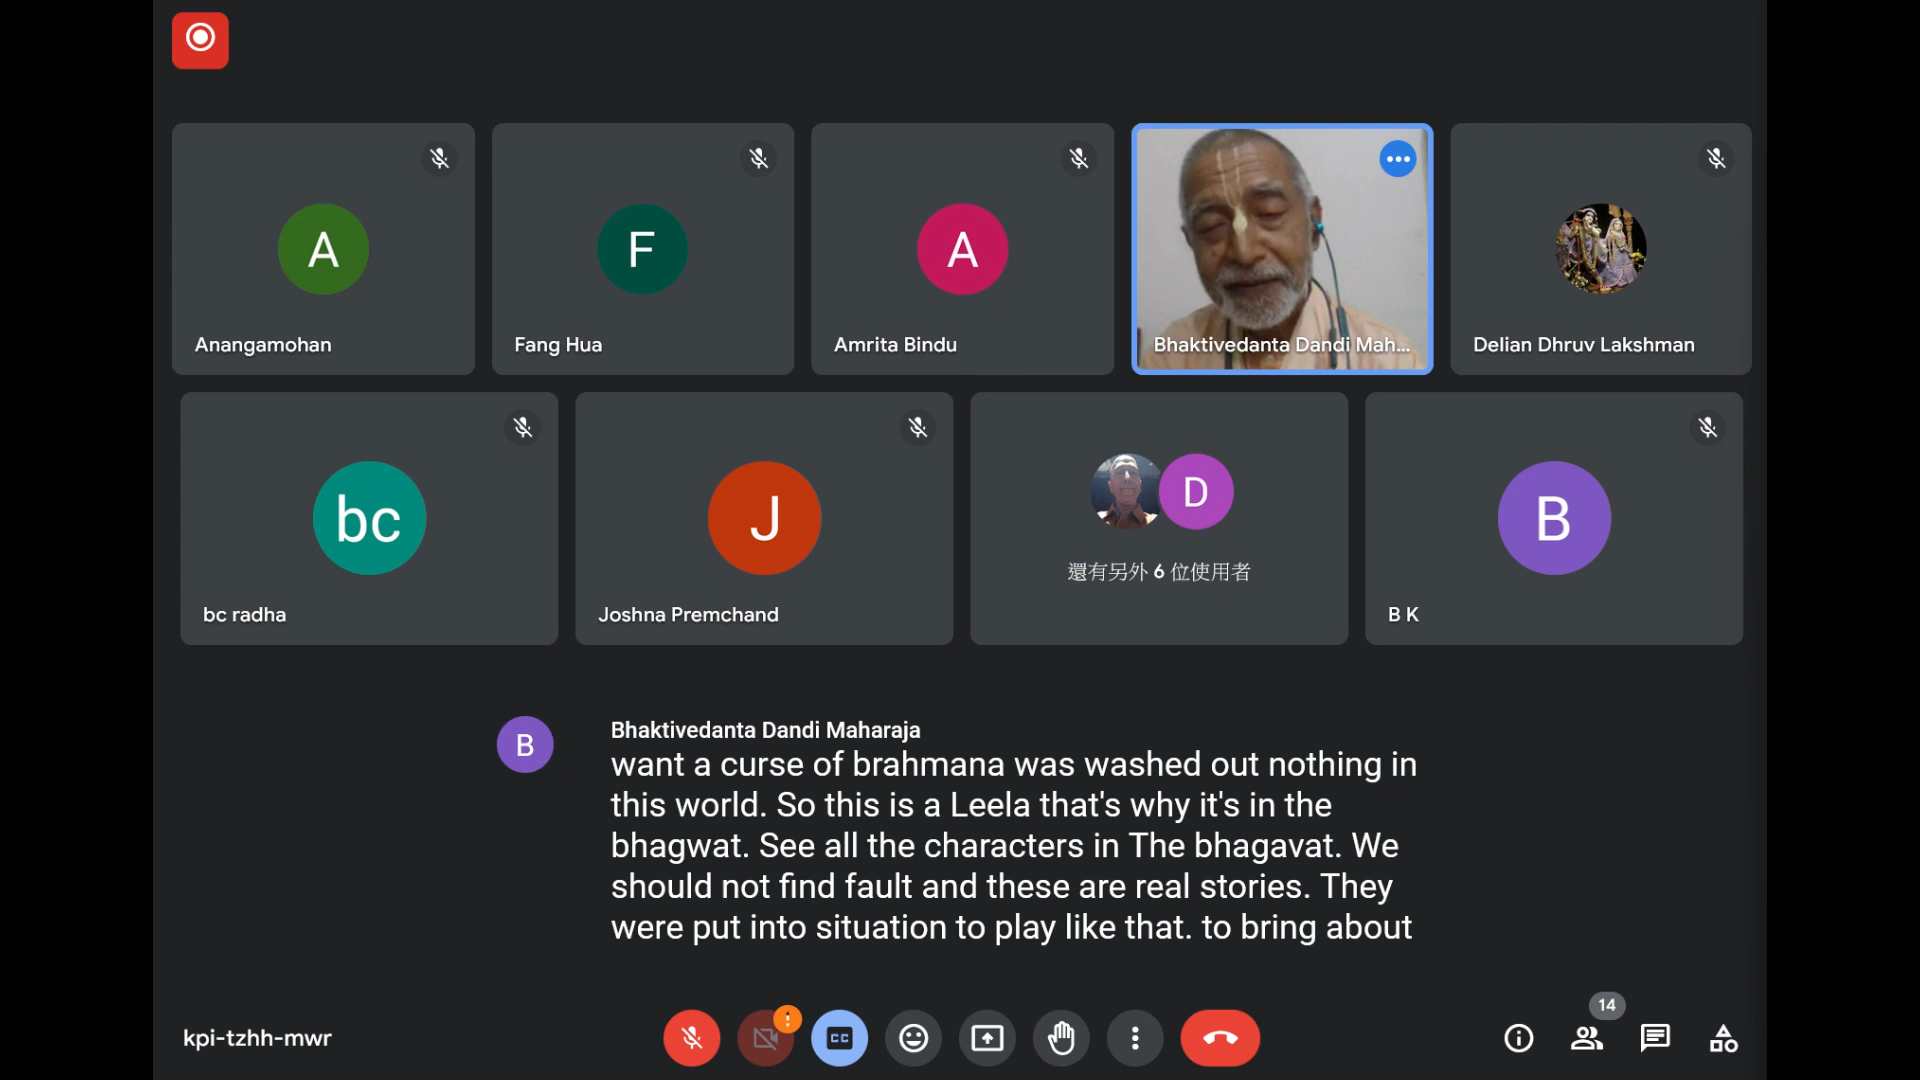 A
Anangamohan
F
Fang Hua
A
Amrita Bindu
Bhaktivedanta Dandi Mah...
Delian Dhruv Lakshman
bc
bc radha
J
Joshna Premchand
D
還有另外 6 位使用者
B
B K
B
Bhaktivedanta Dandi Maharaja
want a curse of brahmana was washed out nothing in
this world. So this is a Leela that's why it's in the
bhagwat. See all the characters in The bhagavat. We
should not find fault and these are real stories. They
were put into situation to play like that. to bring about
kpi-tzhh-mwr
CC
14